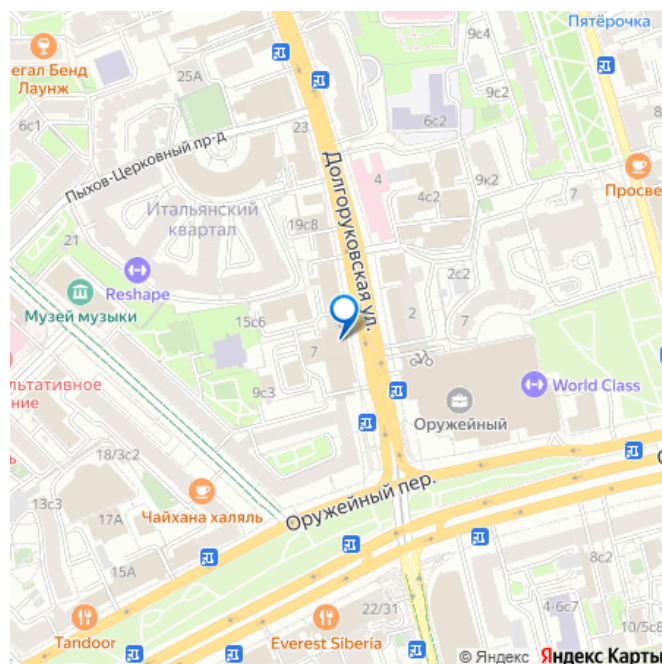 Пятёрочка
9с4
егал Бенд
Лаунж
25А
9с2
6с1
6с2
23
Пыхов-Церковный пр-д
Долгоруковская ул.
4
4с2
9к2
7
Просве
Итальянский
квартал
19с8
21
2с2
Reshape
Музей музыки
15с6
2
7
7
ультативное
ние
9с3
World Class
Оружейный
18/3с2
13с3
17А
Чайхана халяль
Оружейный пер.
С
15А
8с2
22/31
4-6с7
10/5с8
Tandoor
Everest Siberia
© Яндекс Яндекс Карты